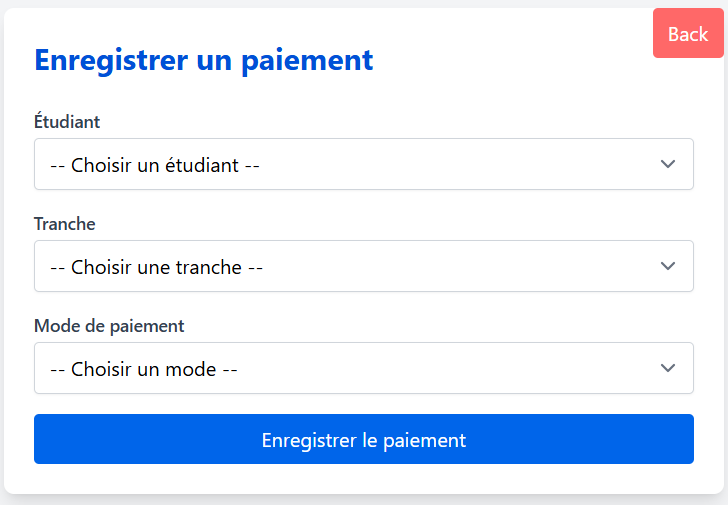 Back
Enregistrer un paiement
Étudiant
-- Choisir un étudiant --
Tranche
-- Choisir une tranche --
Mode de paiement
-- Choisir un mode --
Enregistrer le paiement